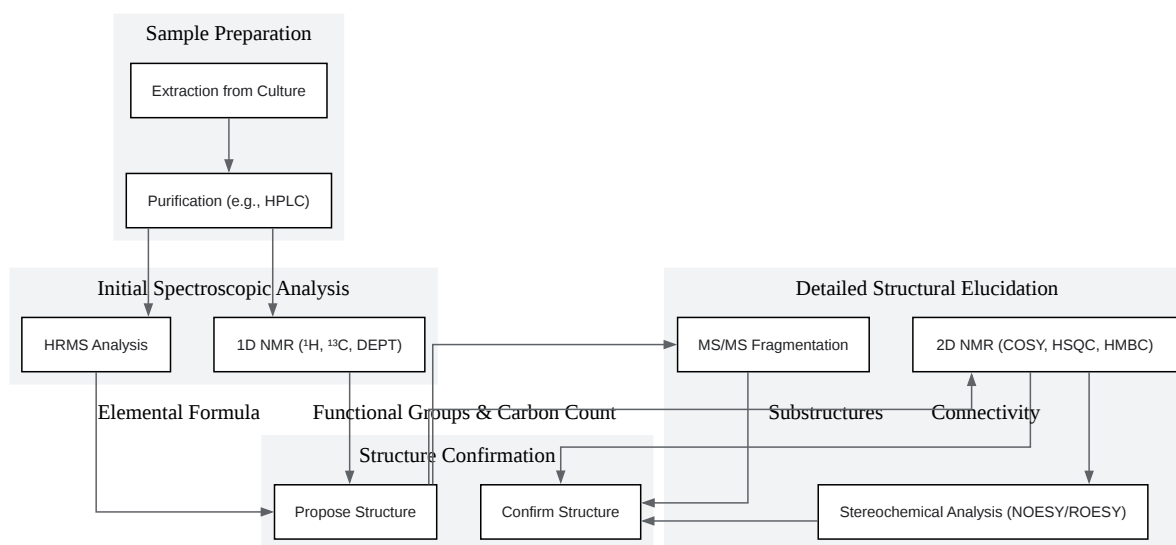 Sample Preparation
Extraction from Culture
Purification (e.g., HPLC)
Initial Spectroscopic Analysis
HRMS Analysis
1D NMR (¹H, ¹³C, DEPT)
Detailed Structural Elucidation
MS/MS Fragmentation
2D NMR (COSY, HSQC, HMBC)
Elemental Formula
Functional Groups & Carbon Count
Substructures
Connectivity
Structure Confirmation
Propose Structure
Confirm Structure
Stereochemical Analysis (NOESY/ROESY)